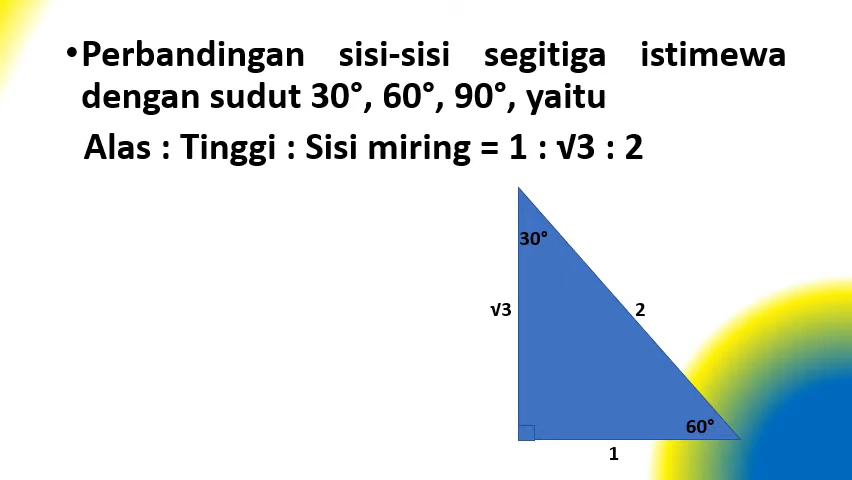 •Perbandingan sisi-sisi segitiga istimewa
dengan sudut 30°, 60°, 90°, yaitu
Alas : Tinggi : Sisi miring = 1 : √3 : 2
30°
√3
2
60°
1